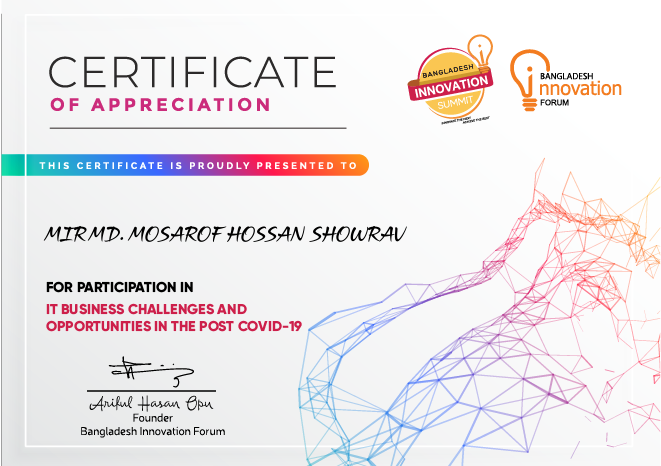 CERTIFICATE
OF APPRECIATION
BANGLADESH
INNOVATION
SUMMIT
BANGLADESH
innovation
FORUM
THIS CERTIFICATE IS PROUDLY PRESENTED TO
MIR MD. MOSAROF HOSSAN SHOWRAV
FOR PARTICIPATION IN
IT BUSINESS CHALLENGES AND
OPPORTUNITIES IN THE POST COVID-19
Ariful Hasan Opu
Founder
Bangladesh Innovation Forum